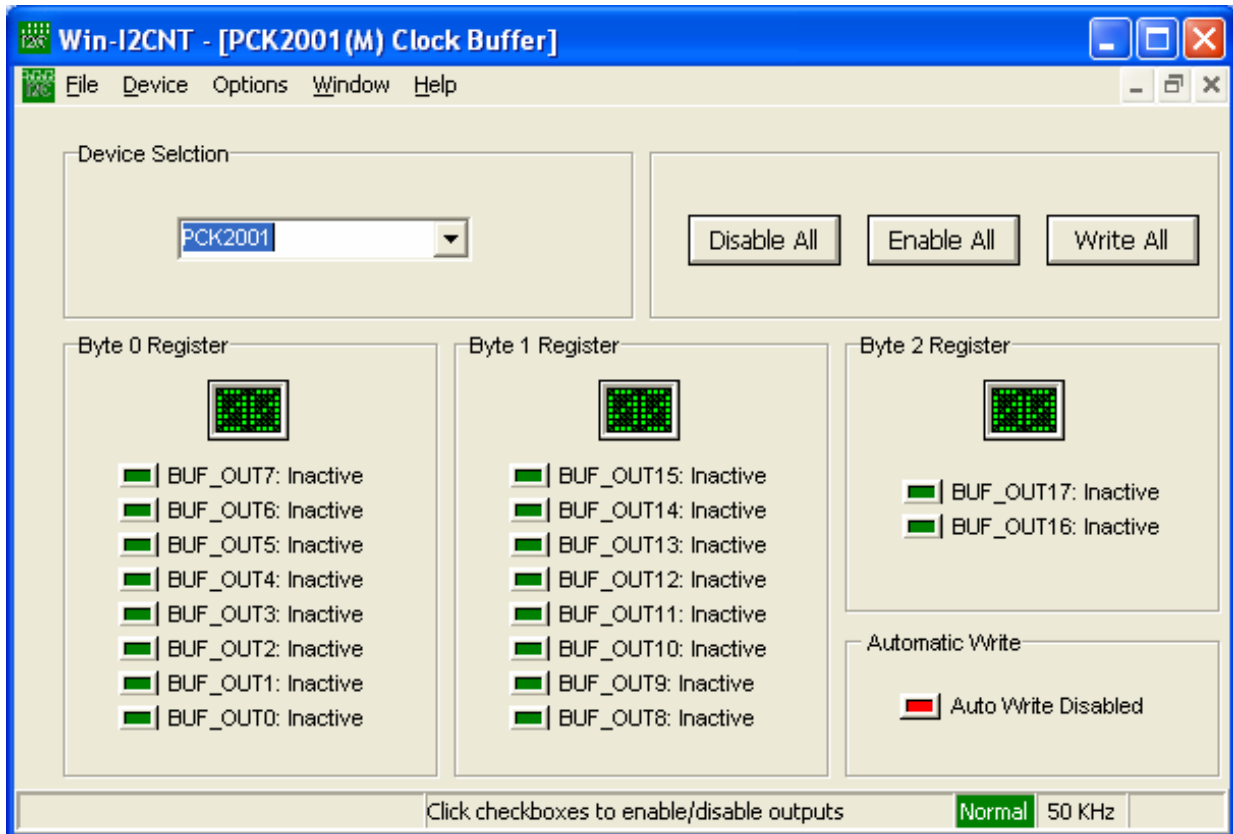 Win-I2CNT - [PCK2001(M) Clock Buffer]
File Device Options Window Help
Device Selction
PCK2001
Disable All Enable All Write All
Byte 0 Register
BUF_OUT7: Inactive
BUF_OUT6: Inactive
BUF_OUT5: Inactive
BUF_OUT4: Inactive
BUF_OUT3: Inactive
BUF_OUT2: Inactive
BUF_OUT1: Inactive
BUF_OUT0: Inactive
Byte 1 Register
BUF_OUT15: Inactive
BUF_OUT14: Inactive
BUF_OUT13: Inactive
BUF_OUT12: Inactive
BUF_OUT11: Inactive
BUF_OUT10: Inactive
BUF_OUT9: Inactive
BUF_OUT8: Inactive
Byte 2 Register
BUF_OUT17: Inactive
BUF_OUT16: Inactive
Automatic Write
Auto Write Disabled
Click checkboxes to enable/disable outputs Normal 50 KHz